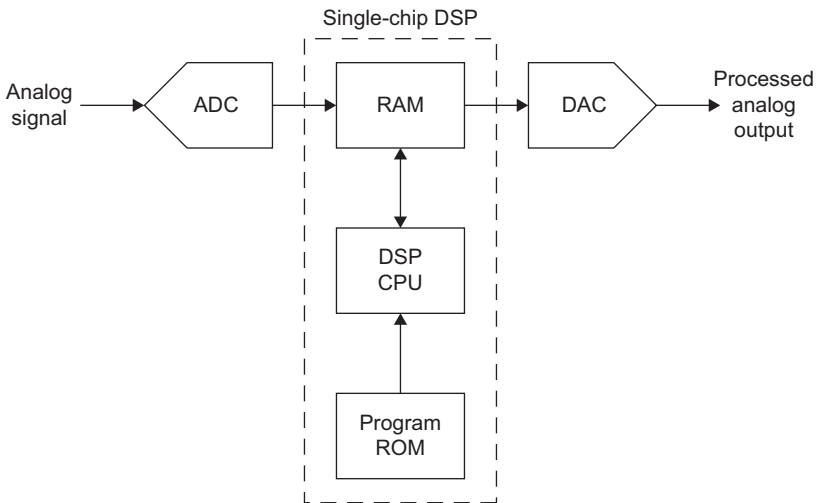 Single-chip DSP
Analog
signal
ADC
RAM
DAC
Processed
analog
output
DSP
CPU
Program
ROM